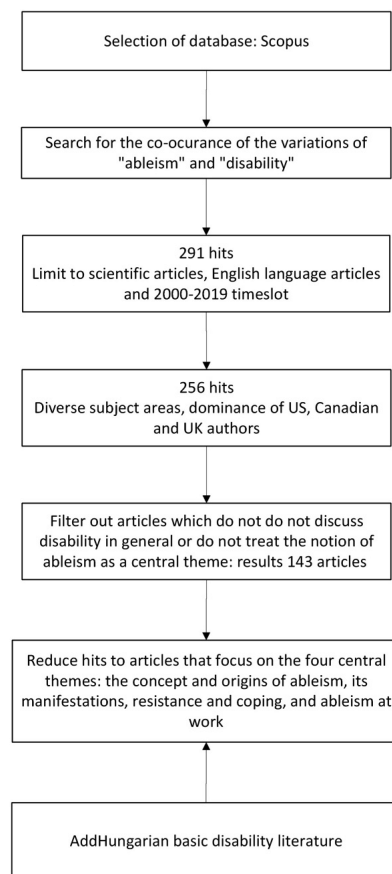 Selection of database: Scopus
Search for the co-ocurance of the variations of
"ableism" and "disability"
291 hits
Limit to scientific articles, English language articles
and 2000-2019 timeslot
256 hits
Diverse subject areas, dominance of US, Canadian
and UK authors
Filter out articles which do not do not discuss
disability in general or do not treat the notion of
ableism as a central theme: results 143 articles
Reduce hits to articles that focus on the four central
themes: the concept and origins of ableism, its
manifestations, resistance and coping, and ableism at
work
AddHungarian basic disability literature